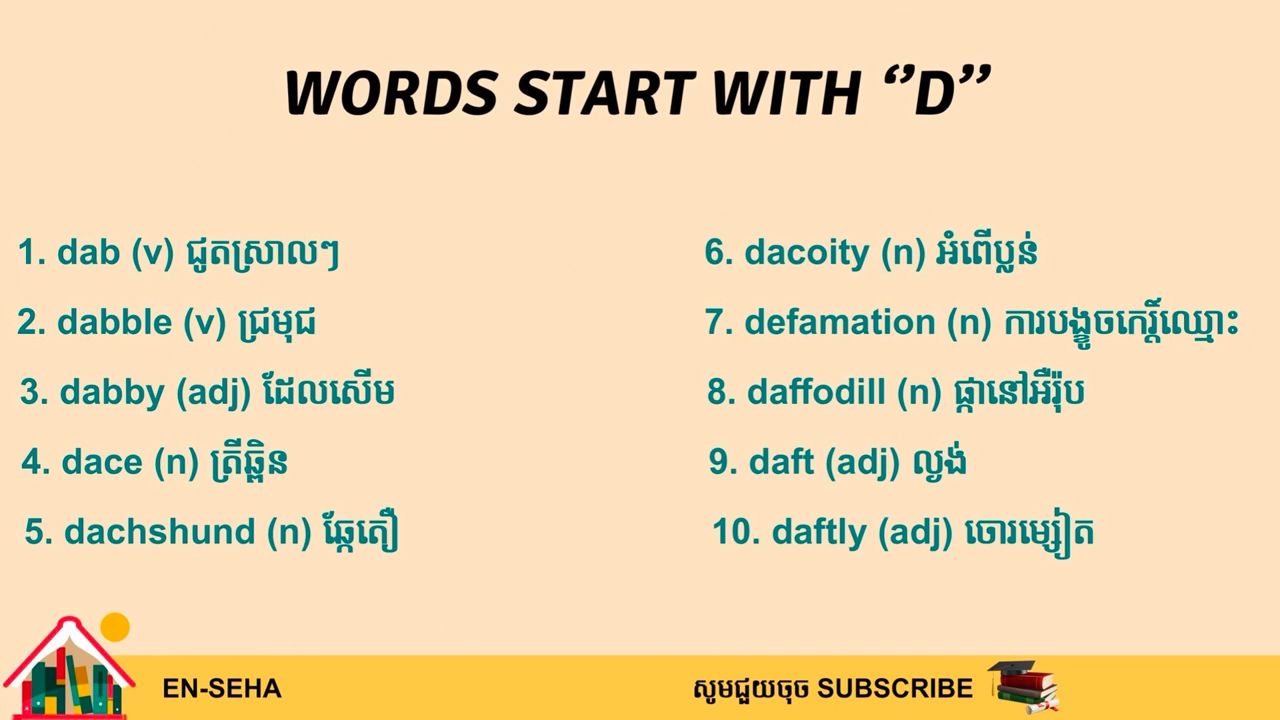 WORDS START WITH “D”
1. dab (v) ជូតស្រាលៗ
2. dabble (v) ជ្រមុជ
3. dabby (adj) ដែលសើម
4. dace (n) ត្រីឆ្ពិន
5. dachshund (n) ឆ្កែតឿ
6. dacoity (n) អំពើប្លន់
7. defamation (n) ការបង្ខូចកេរ្តិ៍ឈ្មោះ
8. daffodill (n) ផ្កានៅអឺរ៉ុប
9. daft (adj) ល្ងង់
10. daftly (adj) ចោរម្សៀត
EN-SEHA
សូមជួយចុច SUBSCRIBE